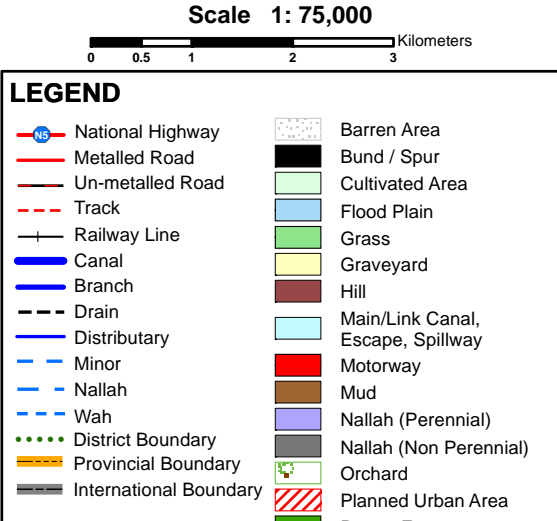 Scale 1: 75,000
Kilometers
0 0.5 1 2 3
LEGEND
N5 National Highway
Metalled Road
Un-metalled Road
Track
Railway Line
Canal
Branch
Drain
Distributary
Minor
Nallah
Wah
District Boundary
Provincial Boundary
International Boundary
Barren Area
Bund / Spur
Cultivated Area
Flood Plain
Grass
Graveyard
Hill
Main/Link Canal,
Escape, Spillway
Motorway
Mud
Nallah (Perennial)
Nallah (Non Perennial)
Orchard
Planned Urban Area